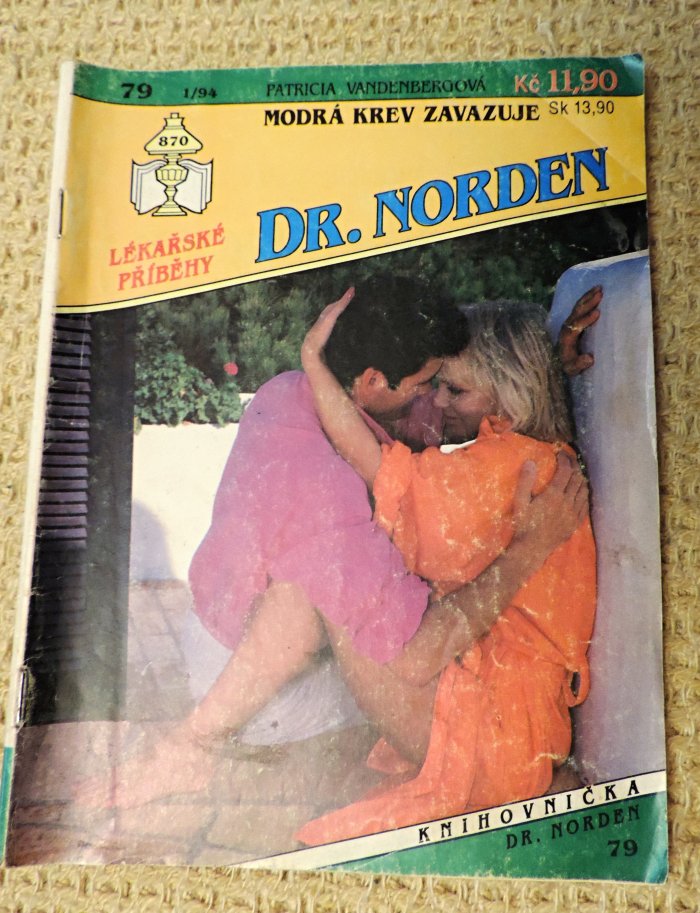 79 1/94 PATRICIA VANDENBERGOVÁ Kč 11,90
MODRÁ KREV ZAVAZUJE Sk 13,90
870
DR. NORDEN
LÉKAŘSKÉ
PŘÍBĚHY
KNIHOVNIČKA
DR. NORDEN
79